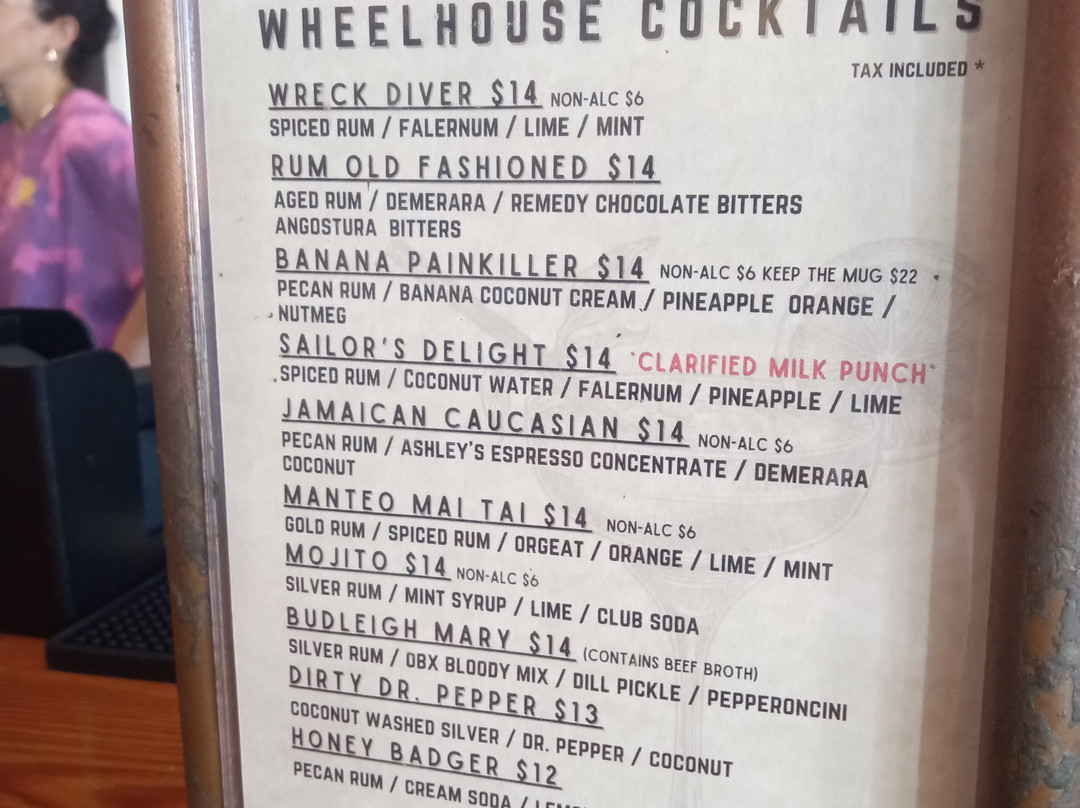 WHEELHOUSE COCKTAILS
TAX INCLUDED *
WRECK DIVER $14 NON-ALC $6
SPICED RUM / FALERNUM / LIME / MINT
RUM OLD FASHIONED $14
AGED RUM / DEMERARA / REMEDY CHOCOLATE BITTERS
ANGOSTURA BITTERS
BANANA PAINKILLER $14 NON-ALC $6 KEEP THE MUG $22
PECAN RUM / BANANA COCONUT CREAM / PINEAPPLE ORANGE /
NUTMEG
SAILOR'S DELIGHT $14 *CLARIFIED MILK PUNCH*
SPICED RUM / COCONUT WATER / FALERNUM / PINEAPPLE / LIME
JAMAICAN CAUCASIAN $14 NON-ALC $6
PECAN RUM / ASHLEY'S ESPRESSO CONCENTRATE / DEMERARA
COCONUT
MANTEO MAI TAI $14 NON-ALC $6
GOLD RUM / SPICED RUM / ORGEAT / ORANGE / LIME / MINT
MOJITO $14 NON-ALC $6
SILVER RUM / MINT SYRUP / LIME / CLUB SODA
BUDLEIGH MARY $14 (CONTAINS BEEF BROTH)
SILVER RUM / OBX BLOODY MIX / DILL PICKLE / PEPPERONCINI
DIRTY DR. PEPPER $13
COCONUT WASHED SILVER / DR. PEPPER / COCONUT
HONEY BADGER $12
PECAN RUM / CREAM SODA /